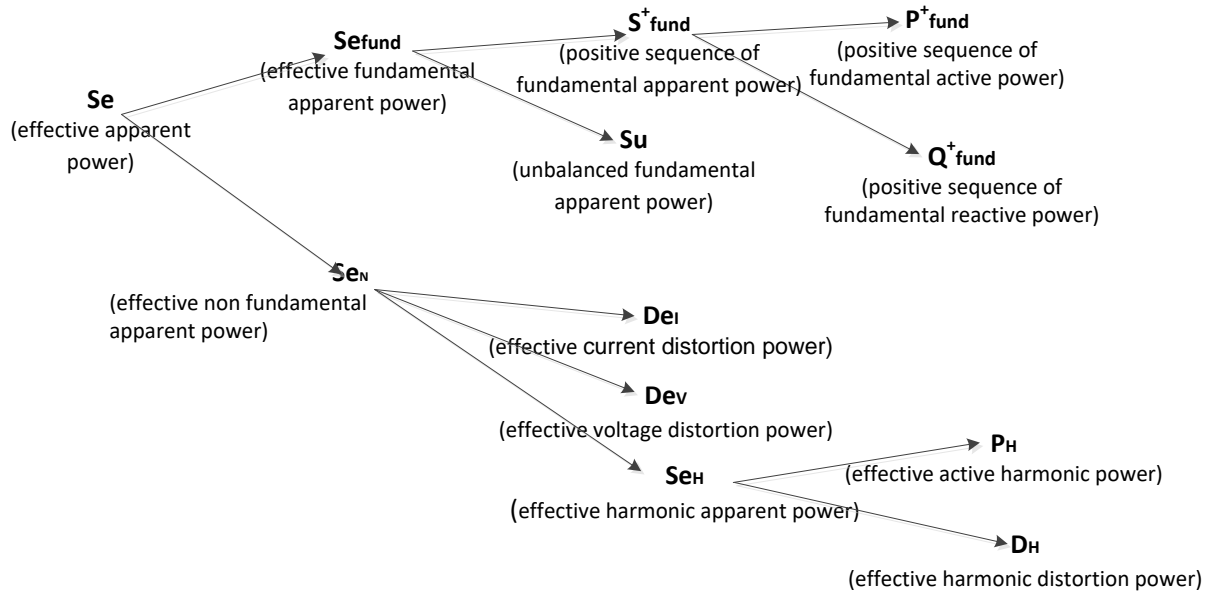 Se
(effective apparent
power)
Sefund
(effective fundamental
apparent power)
S+fund
(positive sequence of
fundamental apparent power)
P+fund
(positive sequence of
fundamental active power)
Su
(unbalanced fundamental
apparent power)
Q+fund
(positive sequence of
fundamental reactive power)
SeN
(effective non fundamental
apparent power)
DeI
(effective current distortion power)
DeV
(effective voltage distortion power)
SeH
(effective harmonic apparent power)
PH
(effective active harmonic power)
DH
(effective harmonic distortion power)